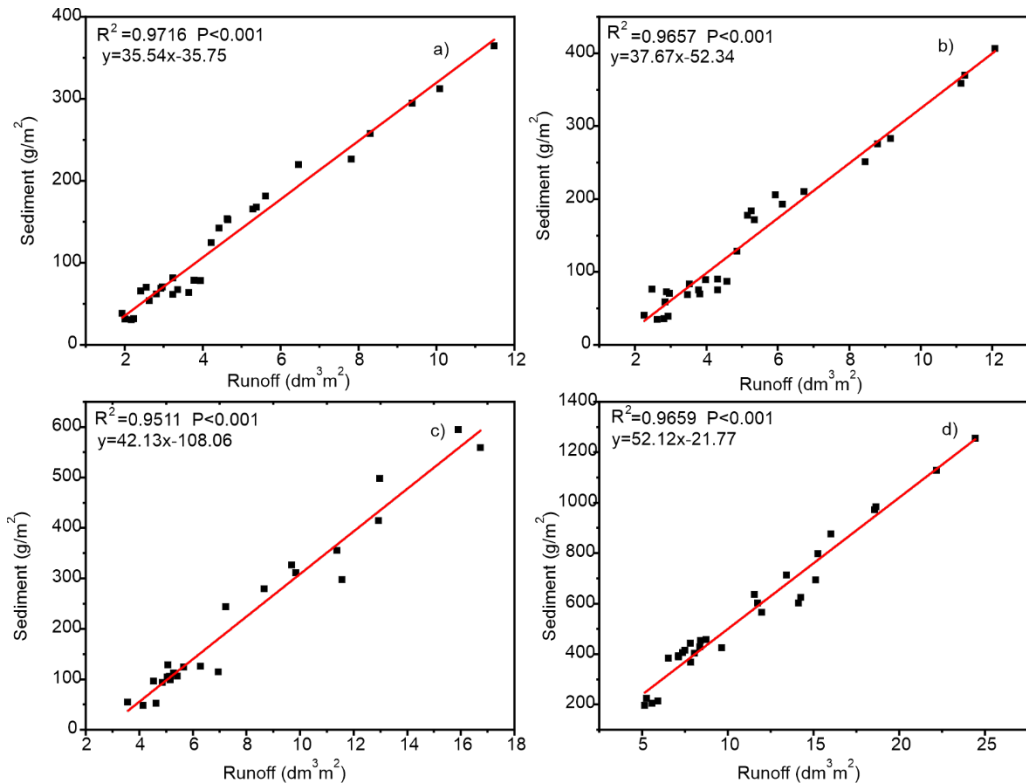 R²=0.9716 P<0.001
y=35.54x-35.75
a)
400
300
200
100
0
Sediment (g/m²)
2 4 6 8 10 12
Runoff (dm³m²)
R²=0.9657 P<.001
y=37.67x-52.34
b)
400
300
200
100
0
Sediment (g/m²)
2 4 6 8 10 12
Runoff (dm³m²)
R²=0.9511 P<.001
y=42.13x-108.06
c)
600
500
400
300
200
100
0
Sediment (g/m²)
2 4 6 8 10 12 14 16 18
Runoff (dm³m²)
R²=0.9659 P<.001
y=52.12x-21.77
d)
1400
1200
1000
800
600
400
200
Sediment (g/m²)
5 10 15 20 25
Runoff (dm³m²)